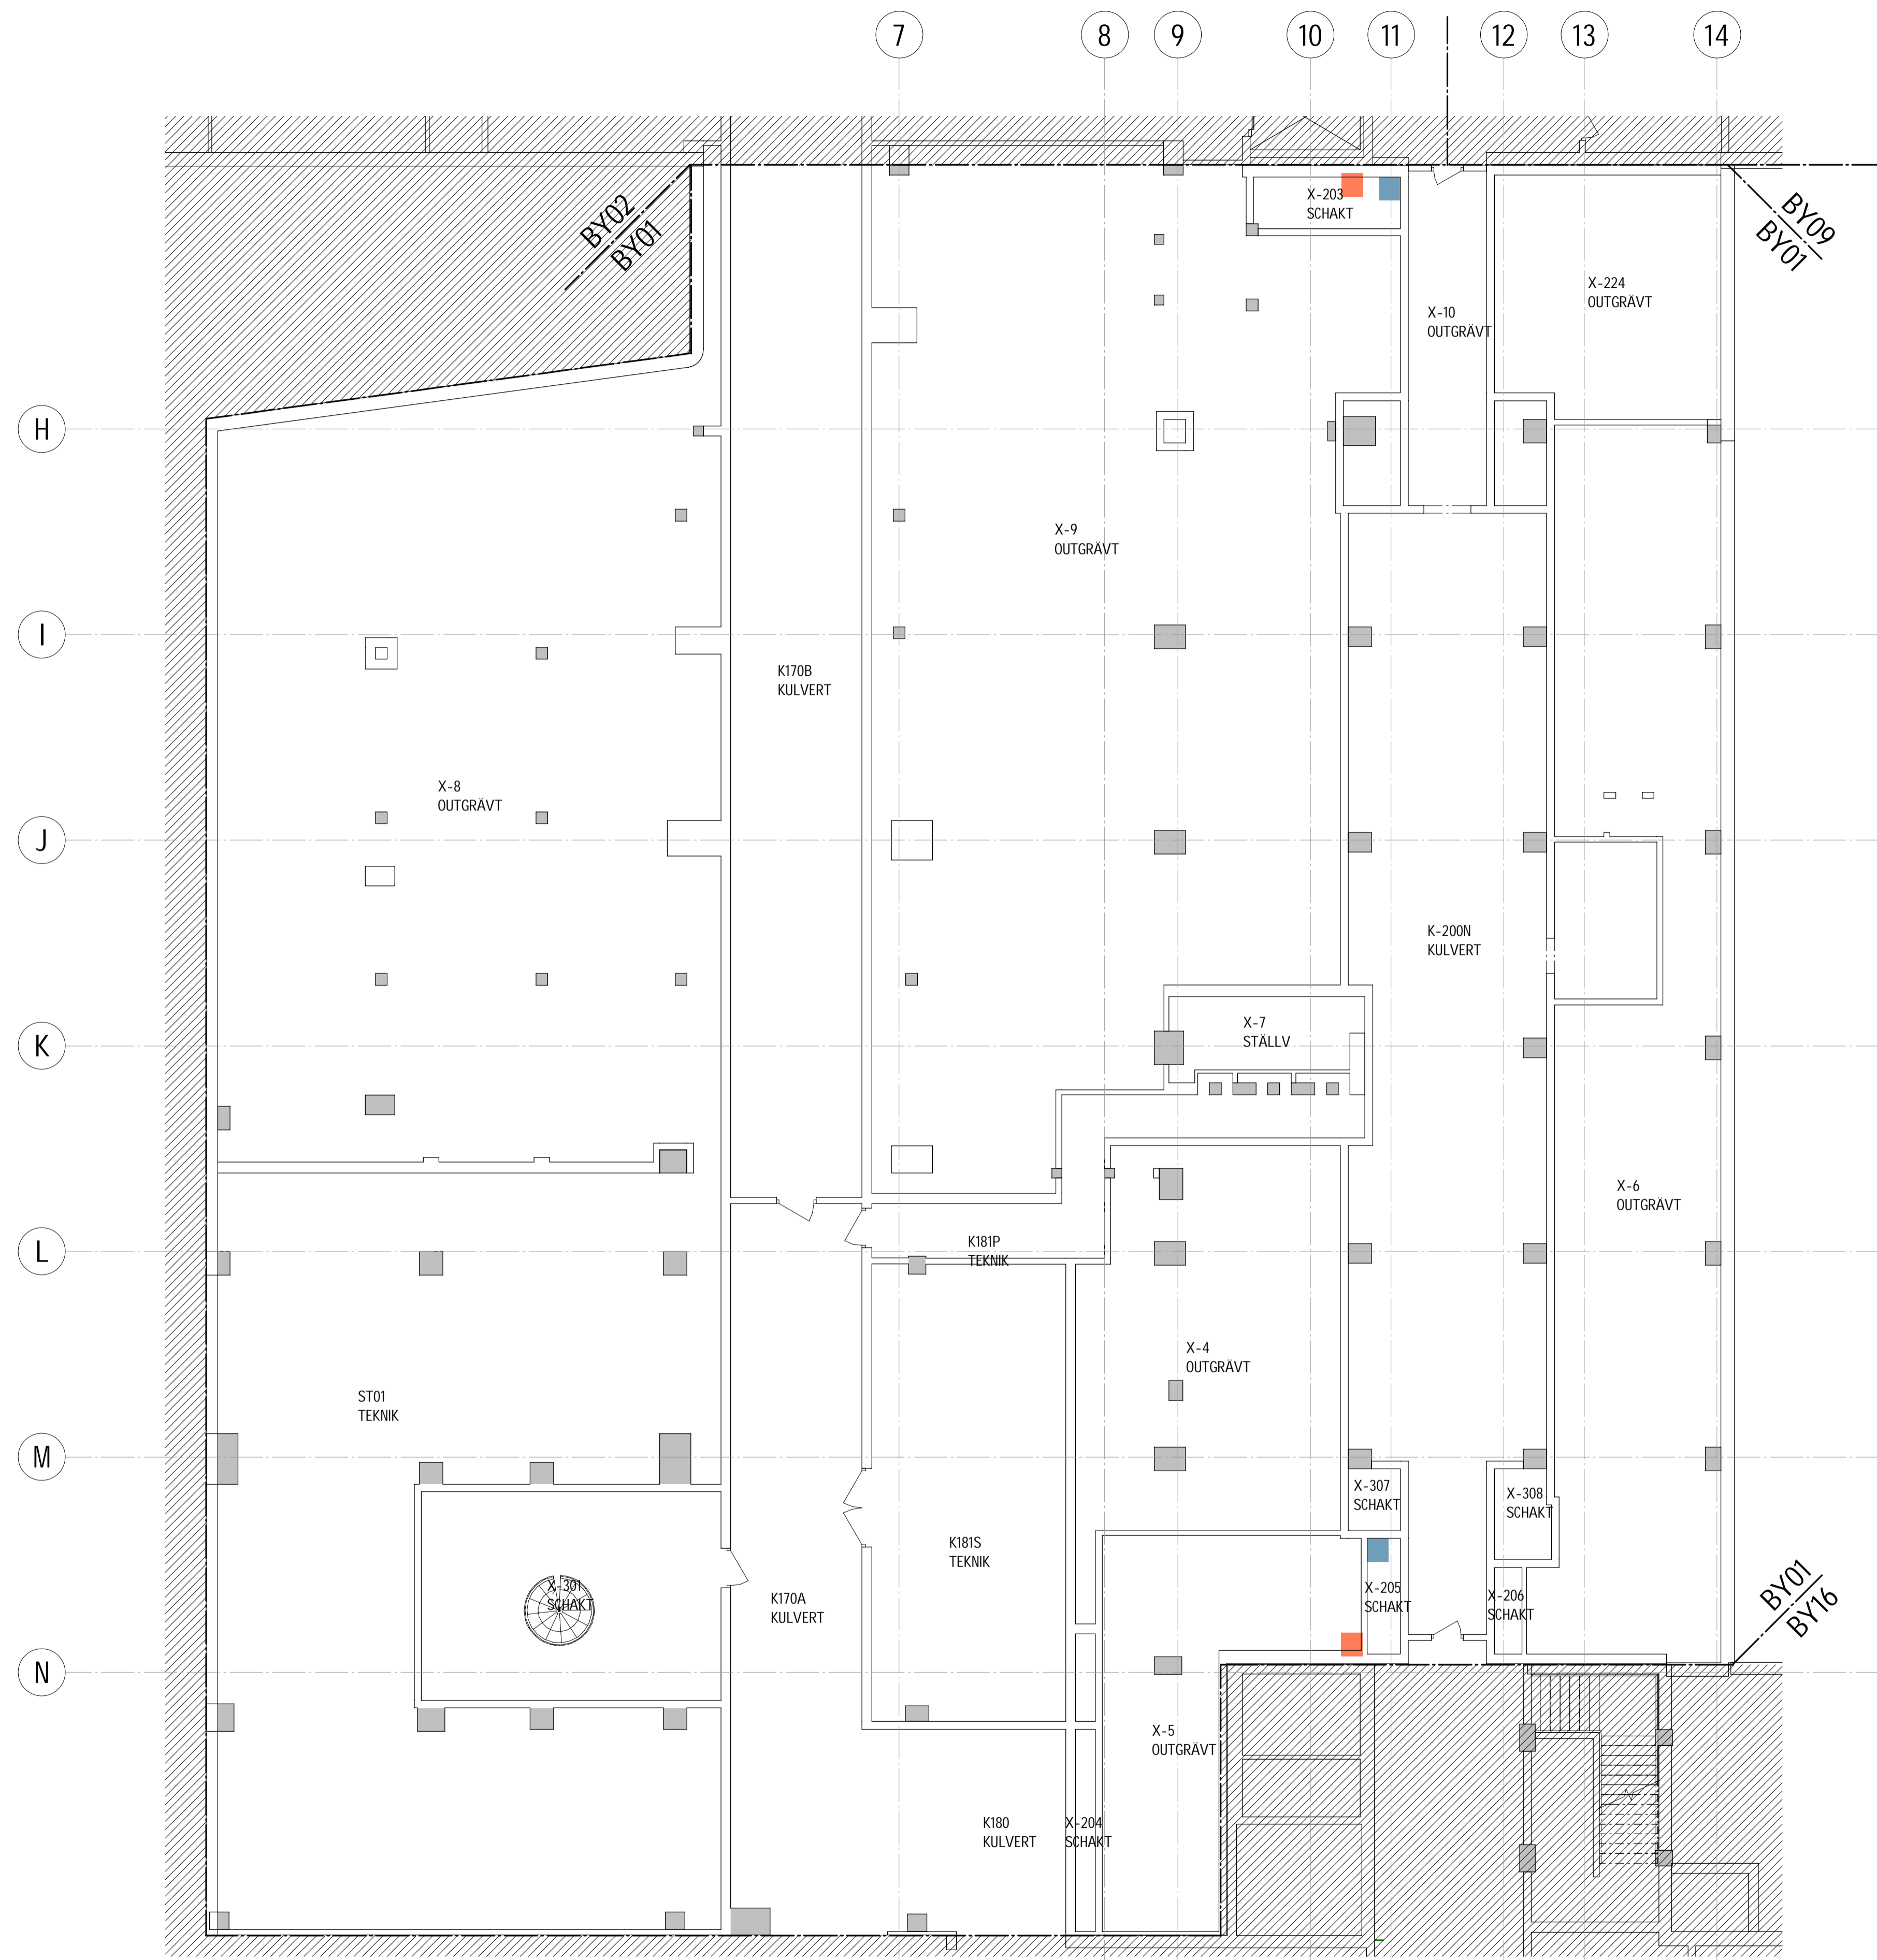 7 8 9 10 11 12 13 14
BY02
BY01
BY09
BY01
X-203
SCHAKT
X-224
OUTGRÄVT
X-10
OUTGRÄVT
H
X-9
OUTGRÄVT
I
K170B
KULVERT
X-8
OUTGRÄVT
J
K-200N
KULVERT
X-7
STÄLLV
K
X-6
OUTGRÄVT
K181P
TEKNIK
L
X-4
OUTGRÄVT
ST01
TEKNIK
M
X-307
SCHAKT
X-308
SCHAKT
K181S
TEKNIK
X-301
SCHAKT
K170A
KULVERT
X-205
SCHAKT
X-206
SCHAKT
BY01
BY16
N
X-5
OUTGRÄVT
K180
KULVERT
X-204
SCHAKT